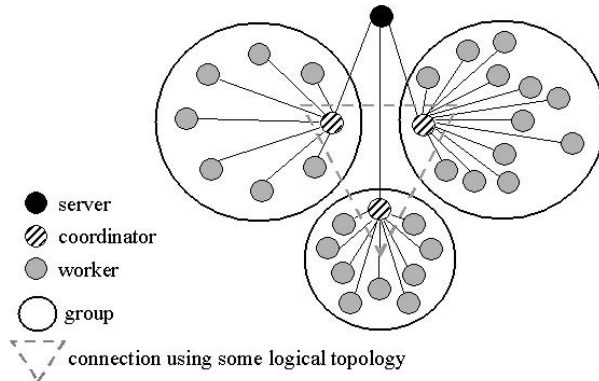 server
coordinator
worker
group
connection using some logical topology